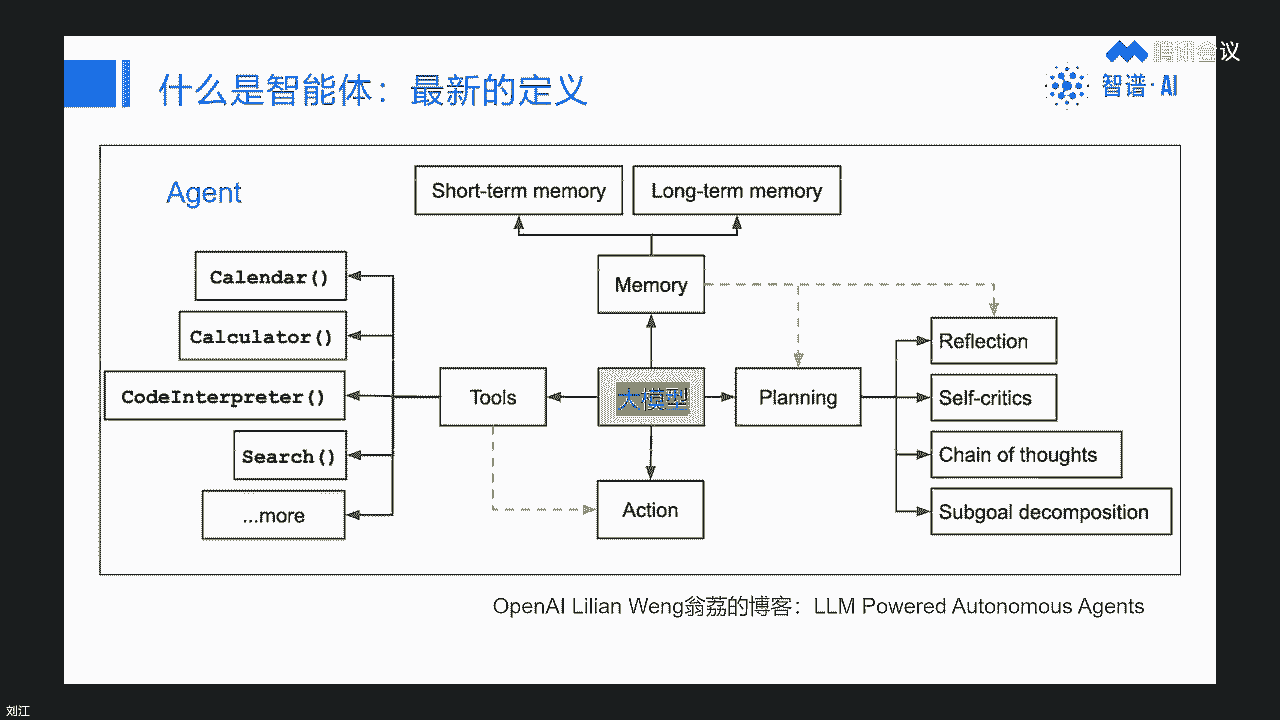 腾讯会议
什么是智能体：最新的定义
智谱·AI
Agent
Short-term memory
Long-term memory
Calendar()
Memory
Calculator()
Reflection
CodeInterpreter()
Tools
大模型
Planning
Self-critics
Search()
Chain of thoughts
...more
Action
Subgoal decomposition
OpenAI Lilian Weng翁荔的博客：LLM Powered Autonomous Agents
刘江